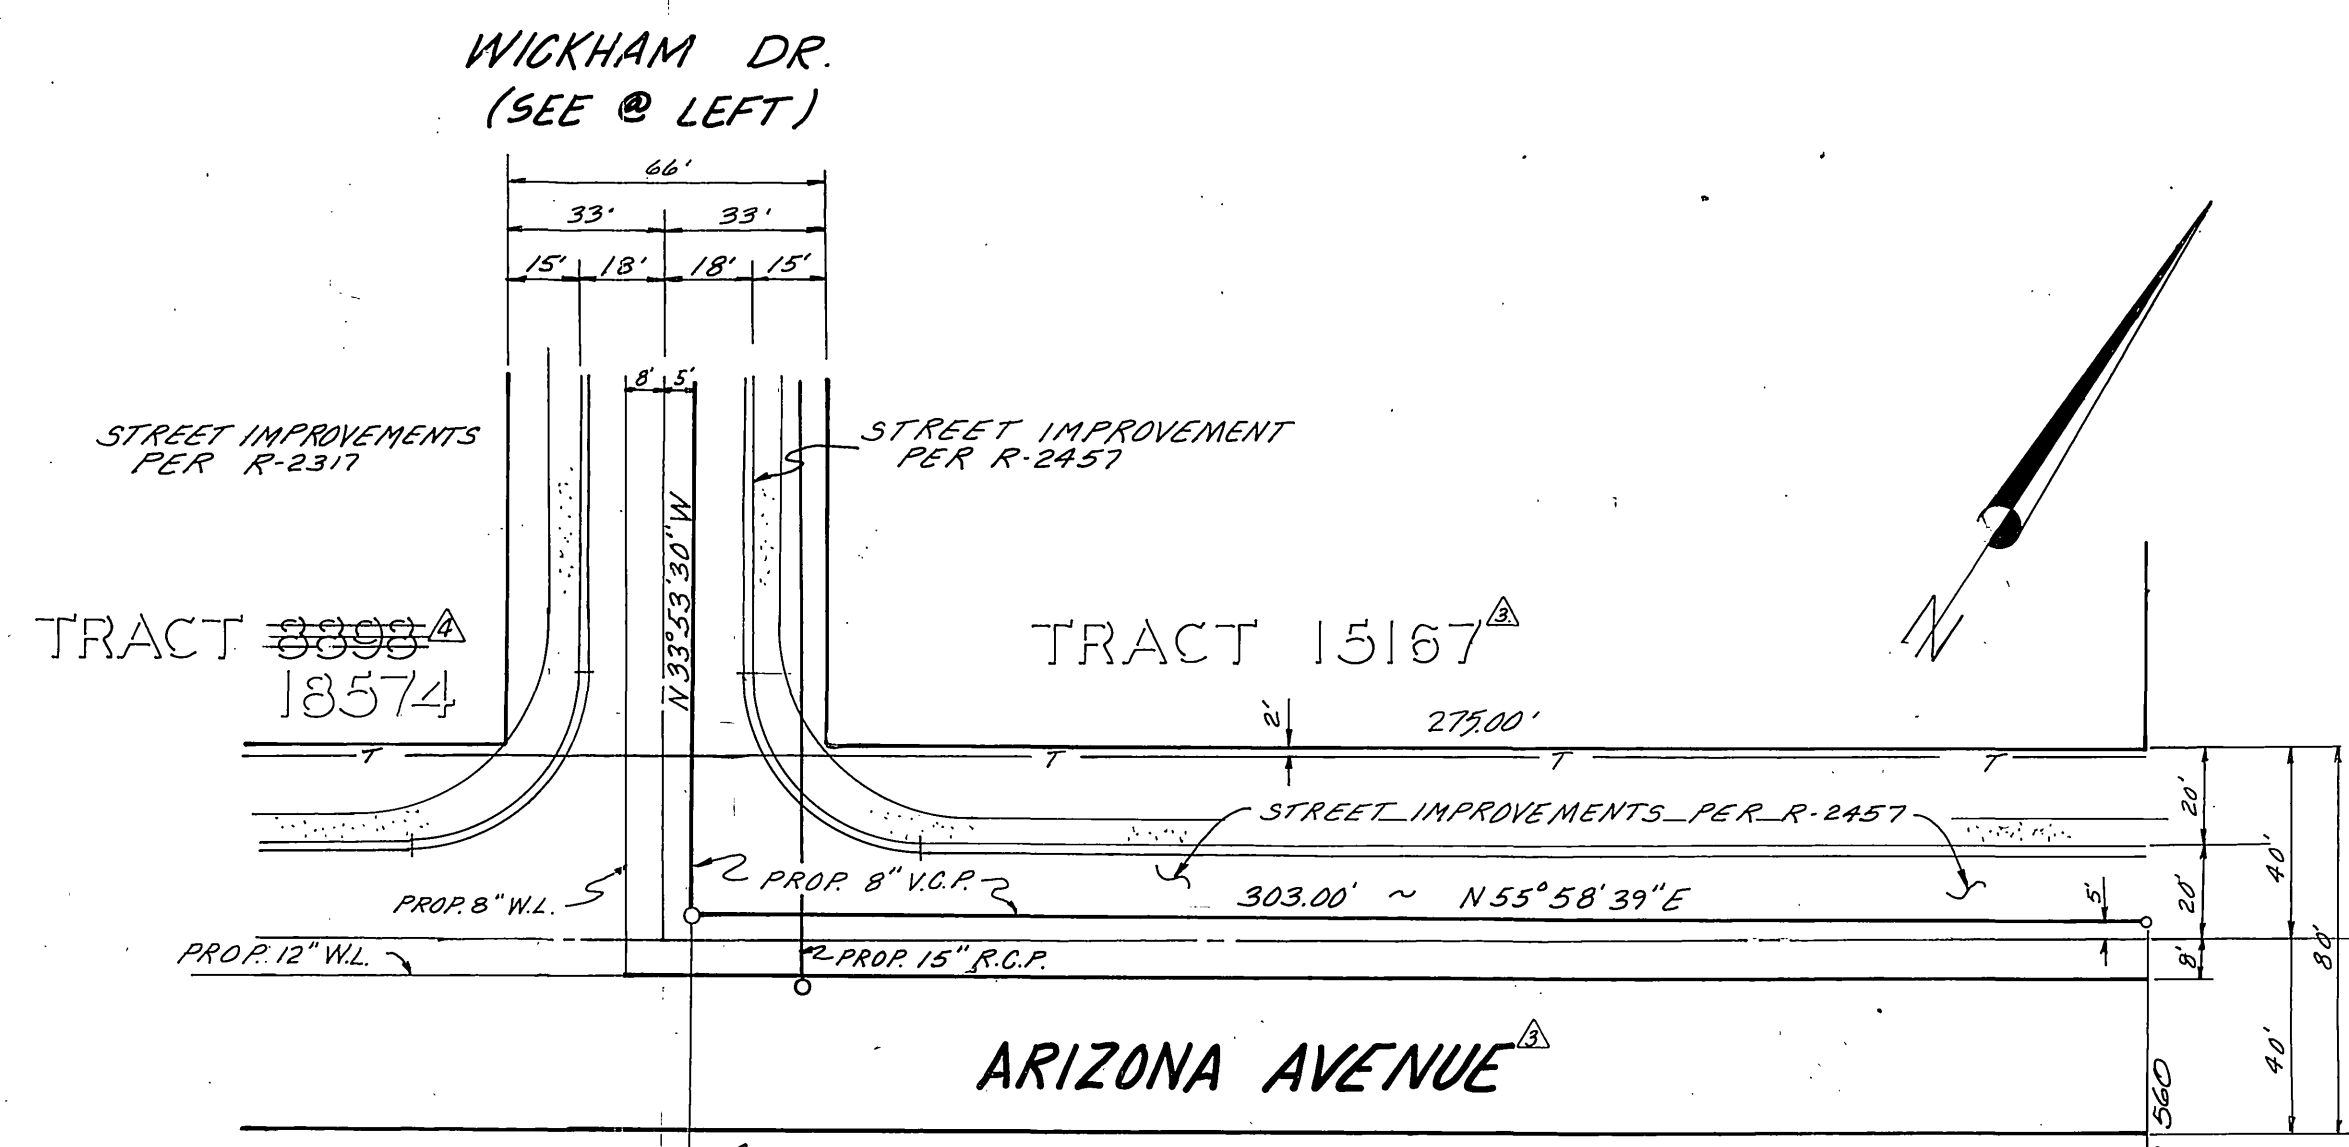 WICKHAM DR.
(SEE @ LEFT)
66'
33' 33'
15' 18' 18' 15'
8' 5'
STREET IMPROVEMENTS
PER R-2317
STREET IMPROVEMENT
PER R-2457
N33°53'30"W
TRACT 8898 4
18574
TRACT 15167 3
N
2'
275.00'
T T T T
20'
STREET IMPROVEMENTS PER R-2457
40'
PROP. 8" V.C.P.
PROP. 8" W.L.
303.00' ~ N55°58'39"E
5'
20'
PROP. 12" W.L.
PROP. 15" R.C.P.
8'
80'
ARIZONA AVENUE 3
40'
560